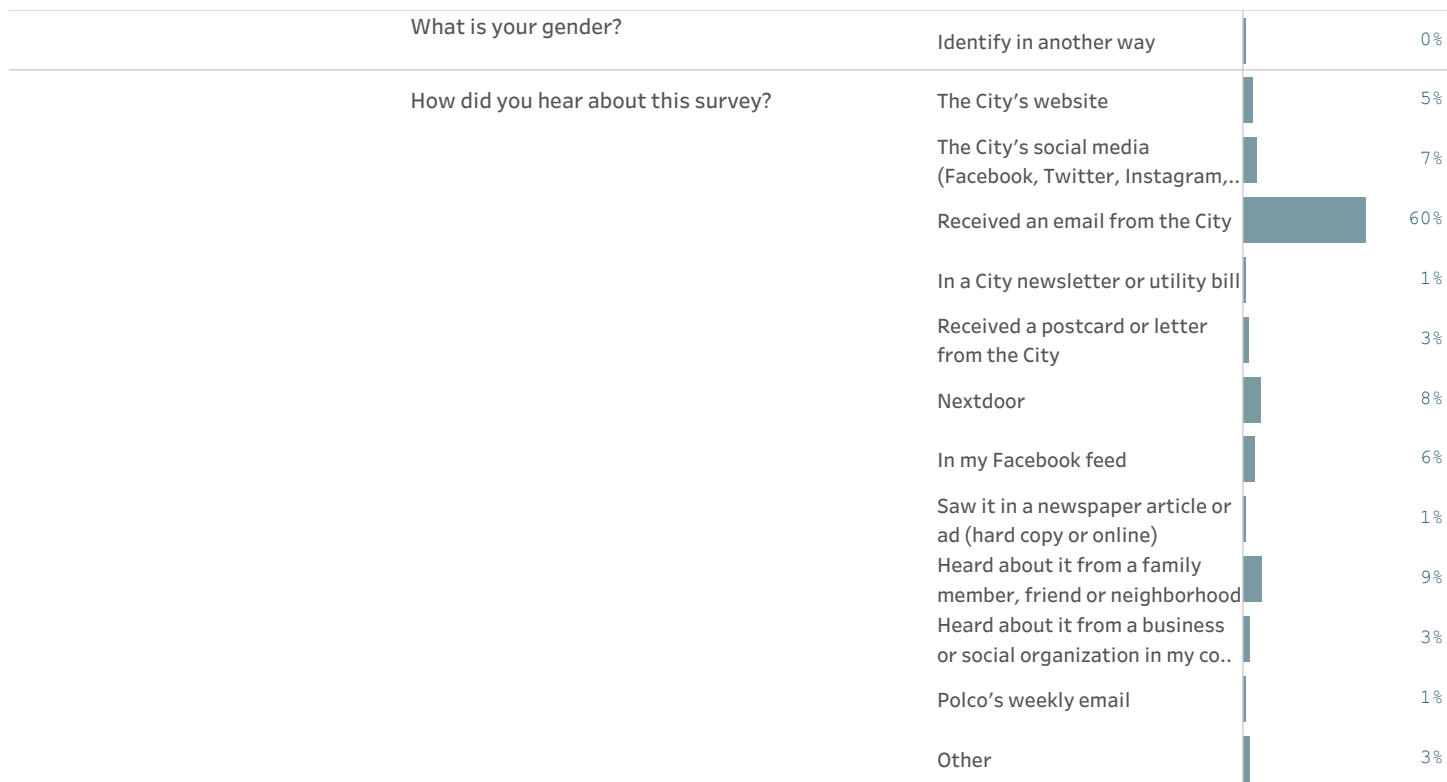 What is your gender?
Identify in another way 0%
How did you hear about this survey?
The City’s website 5%
The City’s social media
(Facebook, Twitter, Instagram,.. 7%
Received an email from the City 60%
In a City newsletter or utility bill 1%
Received a postcard or letter
from the City 3%
Nextdoor 8%
In my Facebook feed 6%
Saw it in a newspaper article or
ad (hard copy or online) 1%
Heard about it from a family
member, friend or neighborhood 9%
Heard about it from a business
or social organization in my co.. 3%
Polco’s weekly email 1%
Other 3%